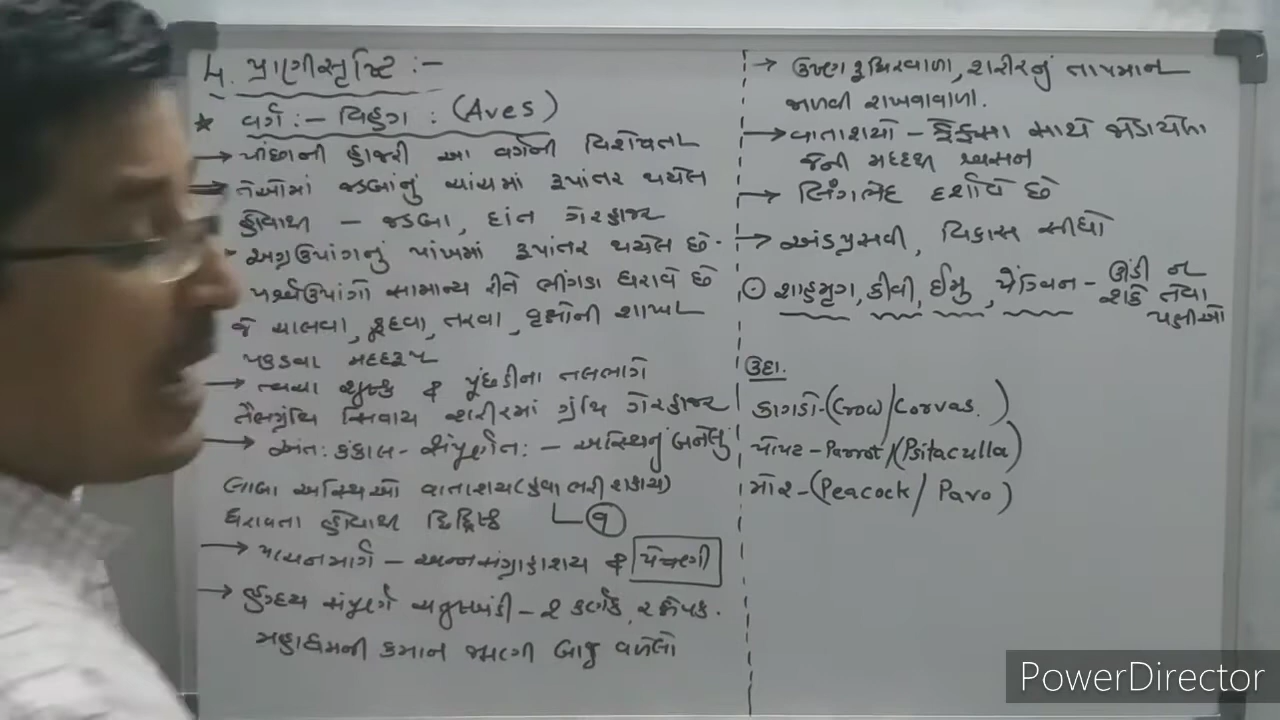 4. પ્રાણીસૃષ્ટિ :-
★ વર્ગ :- વિહગ : (Aves)
→ પીંછાની હાજરી આ વર્ગની વિશેષતા
→ તેઓમાં જડબાંનું ચાંચમાં રૂપાંતર થયેલ
હોવાથી - જડબા, દાંત ગેરહાજર
અગ્રઉપાંગનું પાંખમાં રૂપાંતર થયેલ છે.
પશ્ચઉપાંગો સામાન્ય રીતે ભીંગડા ધરાવે છે
જે ચાલવા, કૂદવા, તરવા, વૃક્ષોની શાખા
પકડવા મદદરૂપ
→ ત્વચા શુષ્ક & પૂંછડીના તલભાગે
તૈલગ્રંથિ સિવાય શરીરમાં ગ્રંથિ ગેરહાજર
→ અંત: કંકાલ - સંપૂર્ણત: - અસ્થિનું બનેલું
લાંબા અસ્થિઓ વાતાશય (હવા ભરી શકાય)
ધરાવતા હોવાથી છિદ્રિષ્ઠ ૧
→ પાચનમાર્ગ - અન્નસંગ્રહાશય & પેષણી
→ હૃદય સંપૂર્ણ ચતુષ્ખંડી - ૨ કર્ણક, ૨ ક્ષેપક.
મહાધમની કમાન જમણી બાજુ વળેલી
→ ઉષ્ણ રુધિરવાળા, શરીરનું તાપમાન
જાળવી રાખવાવાળા.
→ વાતાશયો - ફેફસા સાથે જોડાયેળા
જેની મદદથી શ્વસન
→ લિંગભેદ દર્શાવે છે
→ અંડપ્રસવી, વિકાસ સીધો
⊙ શાહમૃગ, કીવી, ઈમુ, પેંગ્વિન - ઊડી ન
શકે તેવા
પક્ષીઓ
ઉદા.
કાગડો - (Crow/Corvas.)
પોપટ - Parrot/(Psitaculla)
મોર - (Peacock/ Pavo)
PowerDirector